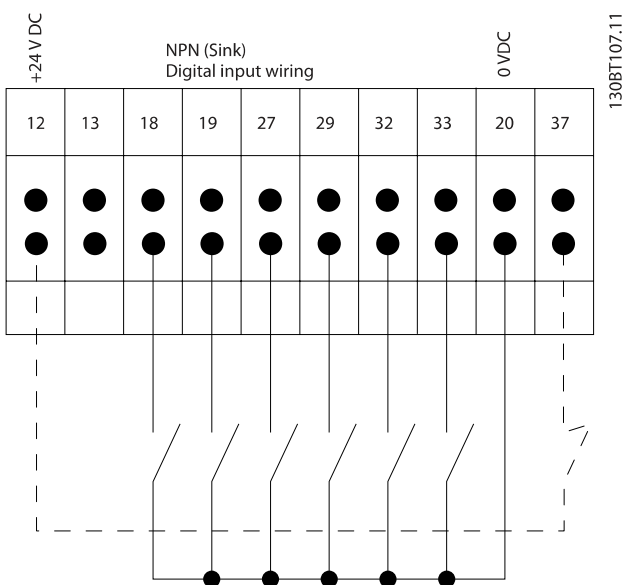 +24 V DC
NPN (Sink)
Digital input wiring
0 VDC
130BT107.11
12 13 18 19 27 29 32 33 20 37